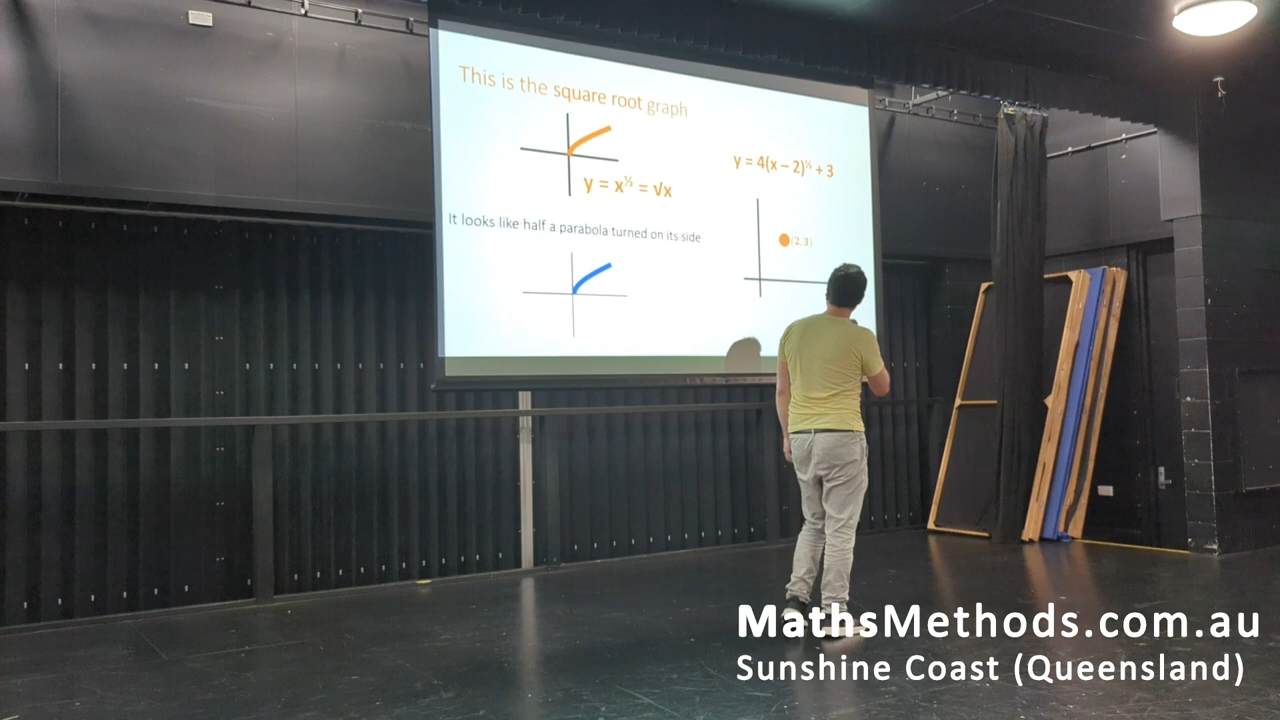 This is the square root graph
y = x½ = √x
It looks like half a parabola turned on its side
y = 4(x – 2)½ + 3
(2, 3)
MathsMethods.com.au
Sunshine Coast (Queensland)